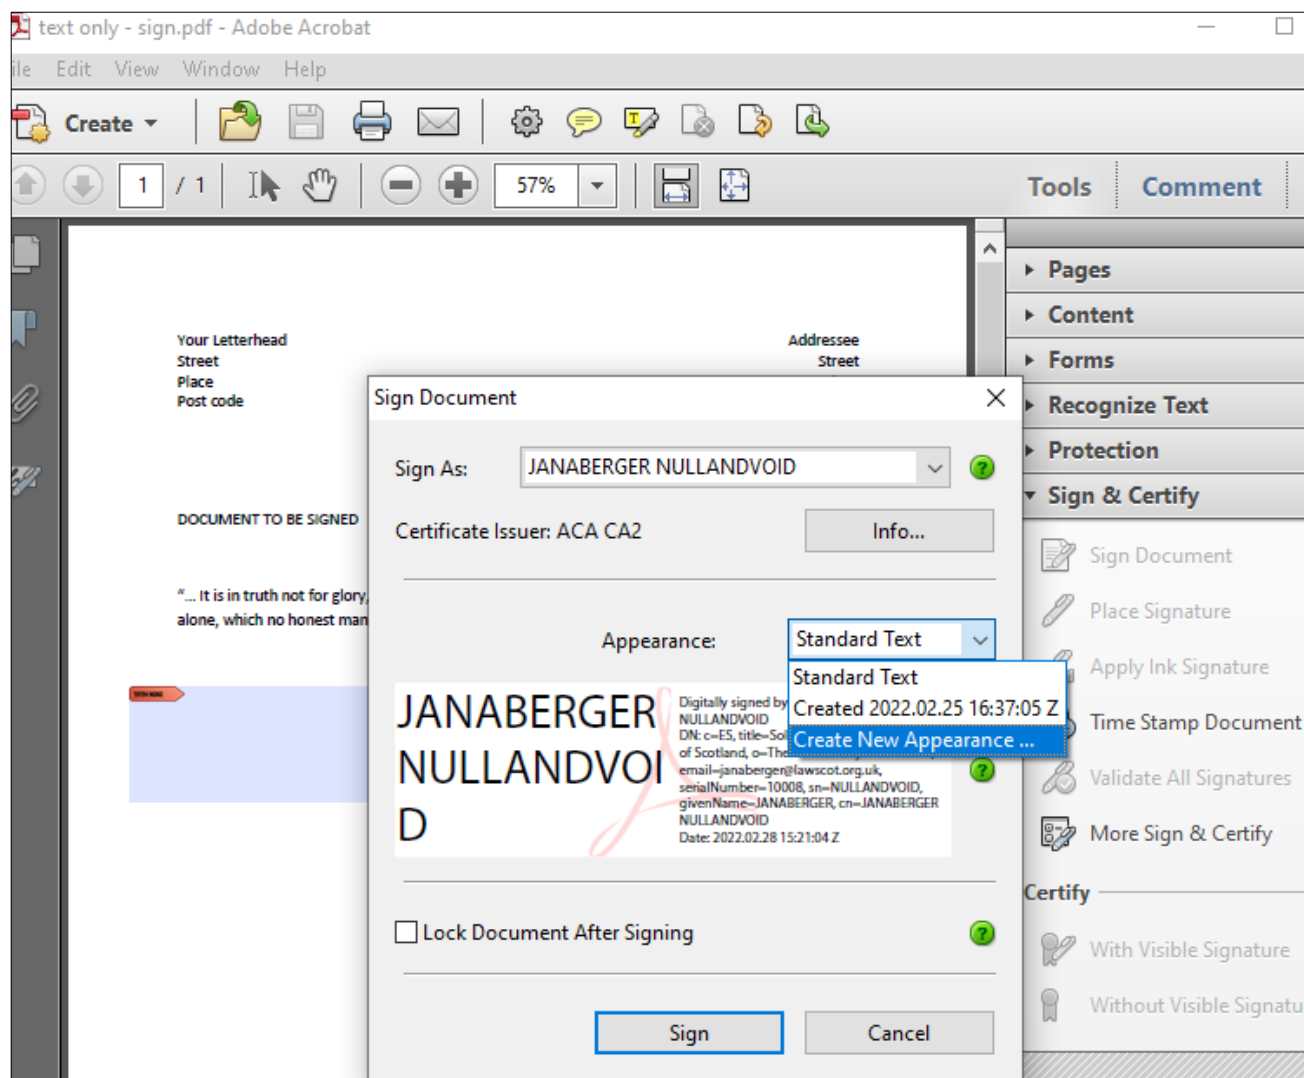 text only - sign.pdf - Adobe Acrobat
ile Edit View Window Help
Create
1 / 1
57%
Tools
Comment
Your Letterhead
Street
Place
Post code
Addressee
Street
DOCUMENT TO BE SIGNED
"... It is in truth not for glory,
alone, which no honest man
Sign Document
Sign As:
JANABERGER NULLANDVOID
Certificate Issuer: ACA CA2
Info...
Appearance:
Standard Text
Standard Text
Created 2022.02.25 16:37:05 Z
Create New Appearance ...
JANABERGER
NULLANDVOI
D
Digitally signed by
NULLANDVOID
DN: c=ES, title=Sol
of Scotland, o=The
email=janaberger@lawscot.org.uk,
serialNumber=10008, sn=NULLANDVOID,
givenName=JANABERGER, cn=JANABERGER
NULLANDVOID
Date: 2022.02.28 15:21:04 Z
Lock Document After Signing
Sign
Cancel
Pages
Content
Forms
Recognize Text
Protection
Sign & Certify
Sign Document
Place Signature
Apply Ink Signature
Time Stamp Document
Validate All Signatures
More Sign & Certify
Certify
With Visible Signature
Without Visible Signatu